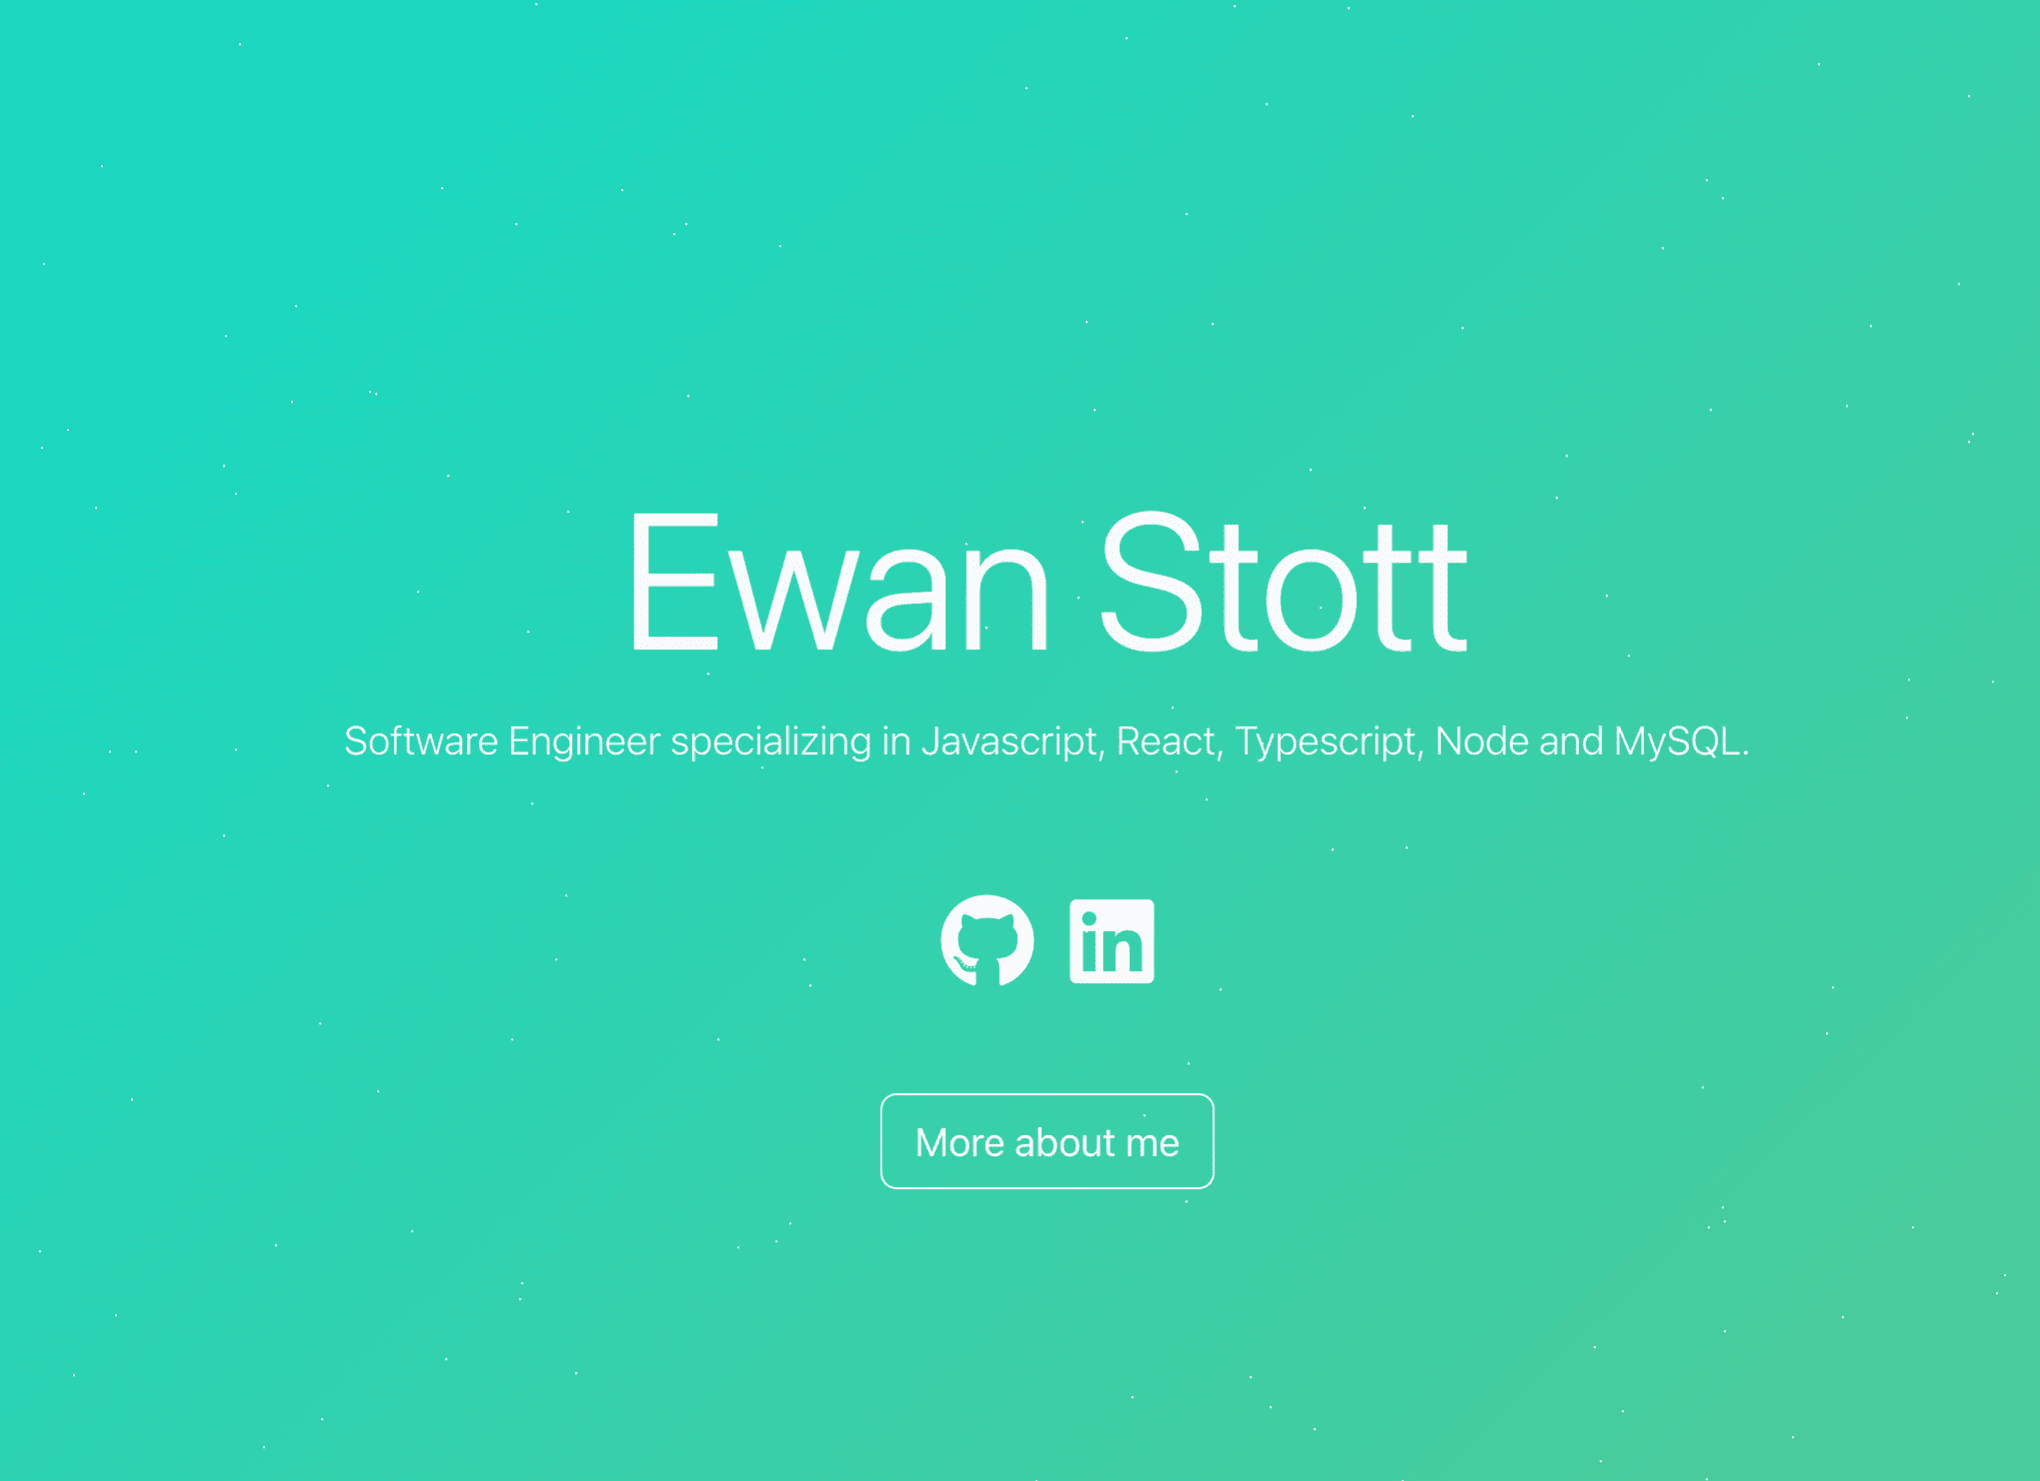 Ewan Stott
Software Engineer specializing in Javascript, React, Typescript, Node and MySQL.
in
More about me